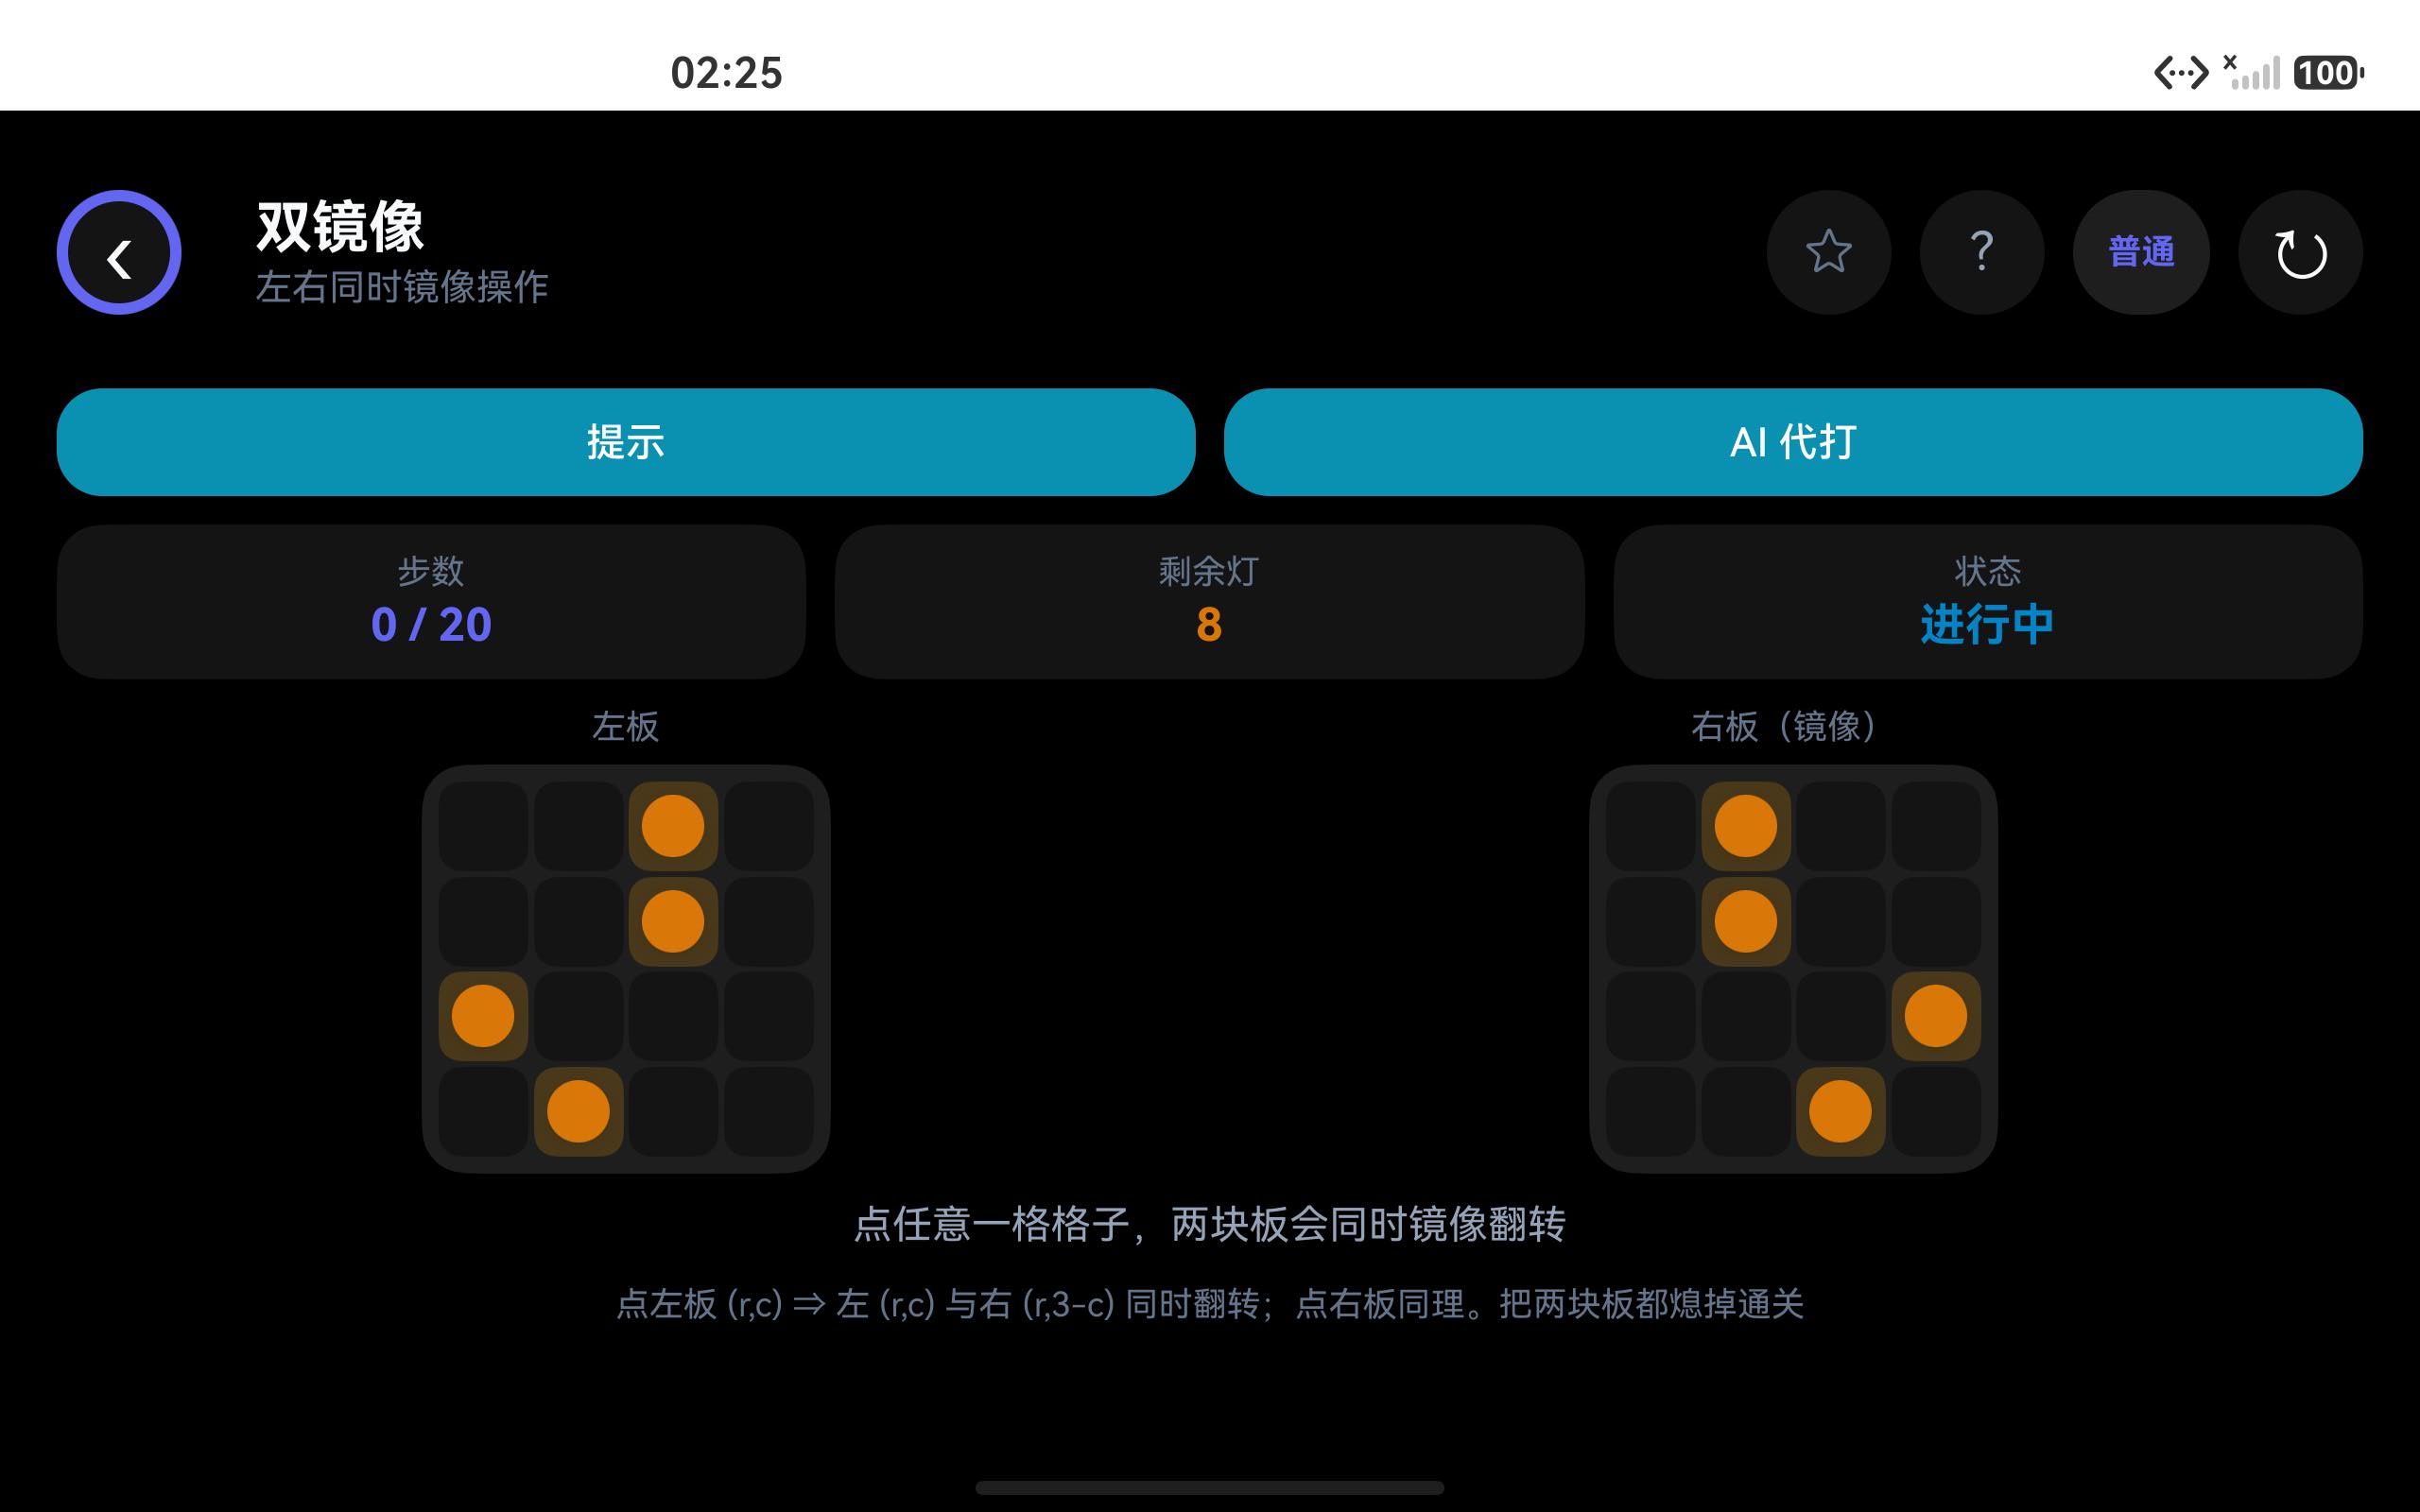 02:25
100
双镜像
左右同时镜像操作
?
普通
提示
AI 代打
步数
0 / 20
剩余灯
8
状态
进行中
左板
右板（镜像）
点任意一格格子，两块板会同时镜像翻转
点左板 (r,c) ⇒ 左 (r,c) 与右 (r,3-c) 同时翻转；点右板同理。把两块板都熄掉通关